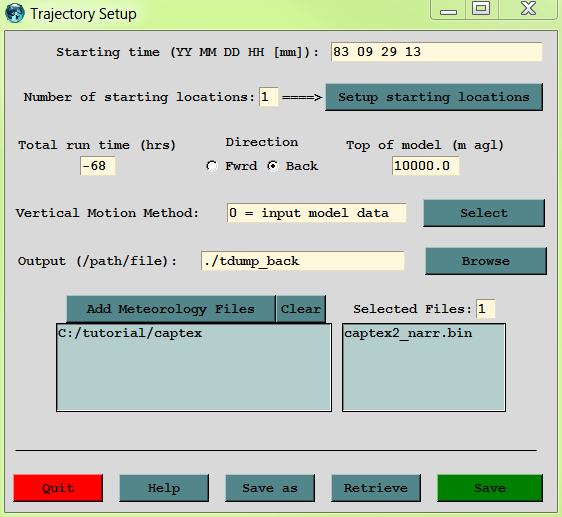 Trajectory Setup
Starting time (YY MM DD HH [mm]): 83 09 29 13
Number of starting locations: 1 ====> Setup starting locations
Total run time (hrs) Direction Top of model (m agl)
-68 Fwrd Back 10000.0
Vertical Motion Method: 0 = input model data Select
Output (/path/file): ./tdump_back Browse
Add Meteorology Files Clear Selected Files: 1
C:/tutorial/captex captex2_narr.bin
Quit Help Save as Retrieve Save